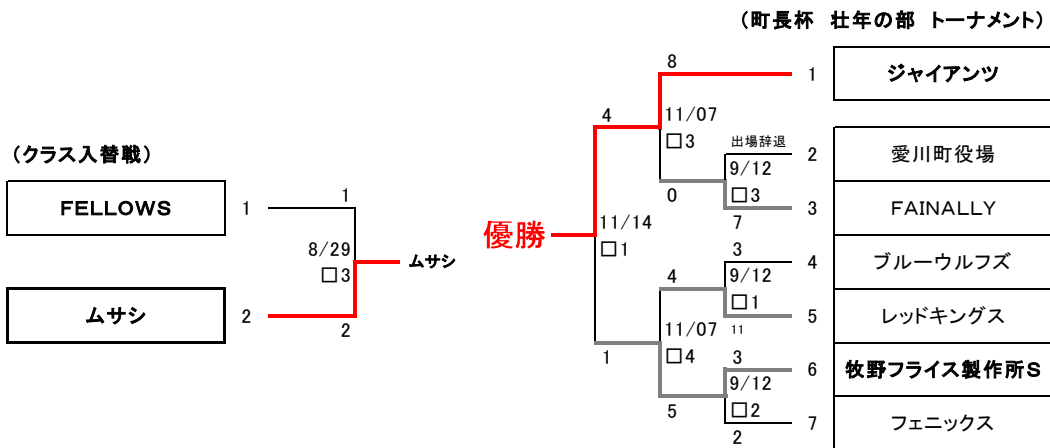 (町長杯 壮年の部 トーナメント)
8
1 ジャイアンツ
4
11/07
□3
出場辞退
2 愛川町役場
9/12
□3
0
7
3 FAINALLY
(クラス入替戦)
FELLOWS 1
1
8/29
□3
ムサシ
ムサシ 2
2
優勝
11/14
□1
3
4 ブルーウルフズ
4
9/12
□1
11
5 レッドキングス
11/07
□4
1
3
6 牧野フライス製作所S
9/12
□2
5
2
7 フェニックス